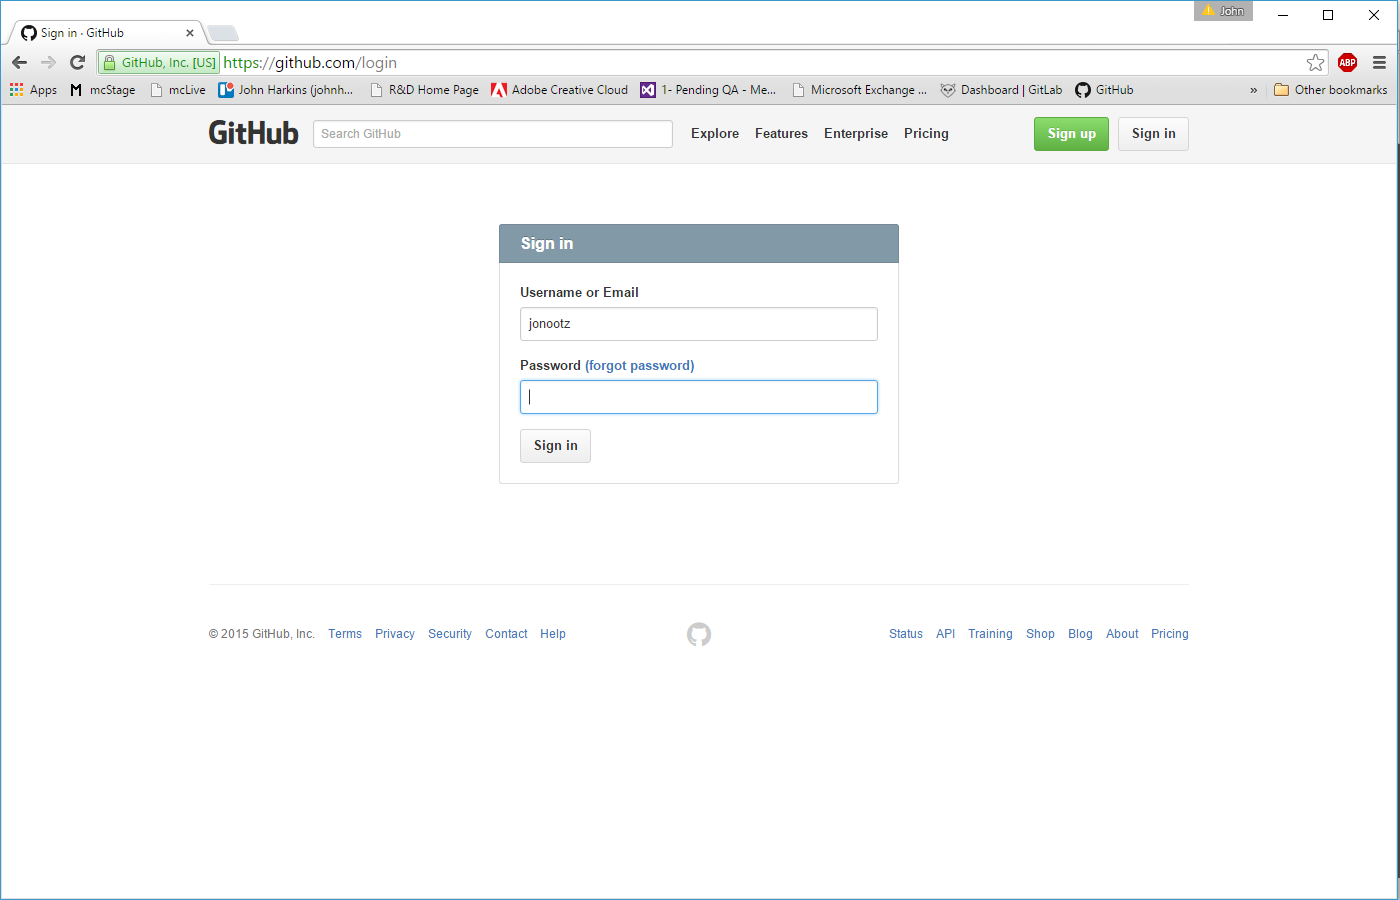 John
Sign in · GitHub
GitHub, Inc. [US] https://github.com/login
ABP
Apps mcStage mcLive John Harkins (johnh... R&D Home Page Adobe Creative Cloud 1- Pending QA - Me... Microsoft Exchange ... Dashboard | GitLab GitHub » Other bookmarks
GitHub Search GitHub Explore Features Enterprise Pricing Sign up Sign in
Sign in
Username or Email
jonootz
Password (forgot password)
Sign in
© 2015 GitHub, Inc. Terms Privacy Security Contact Help Status API Training Shop Blog About Pricing